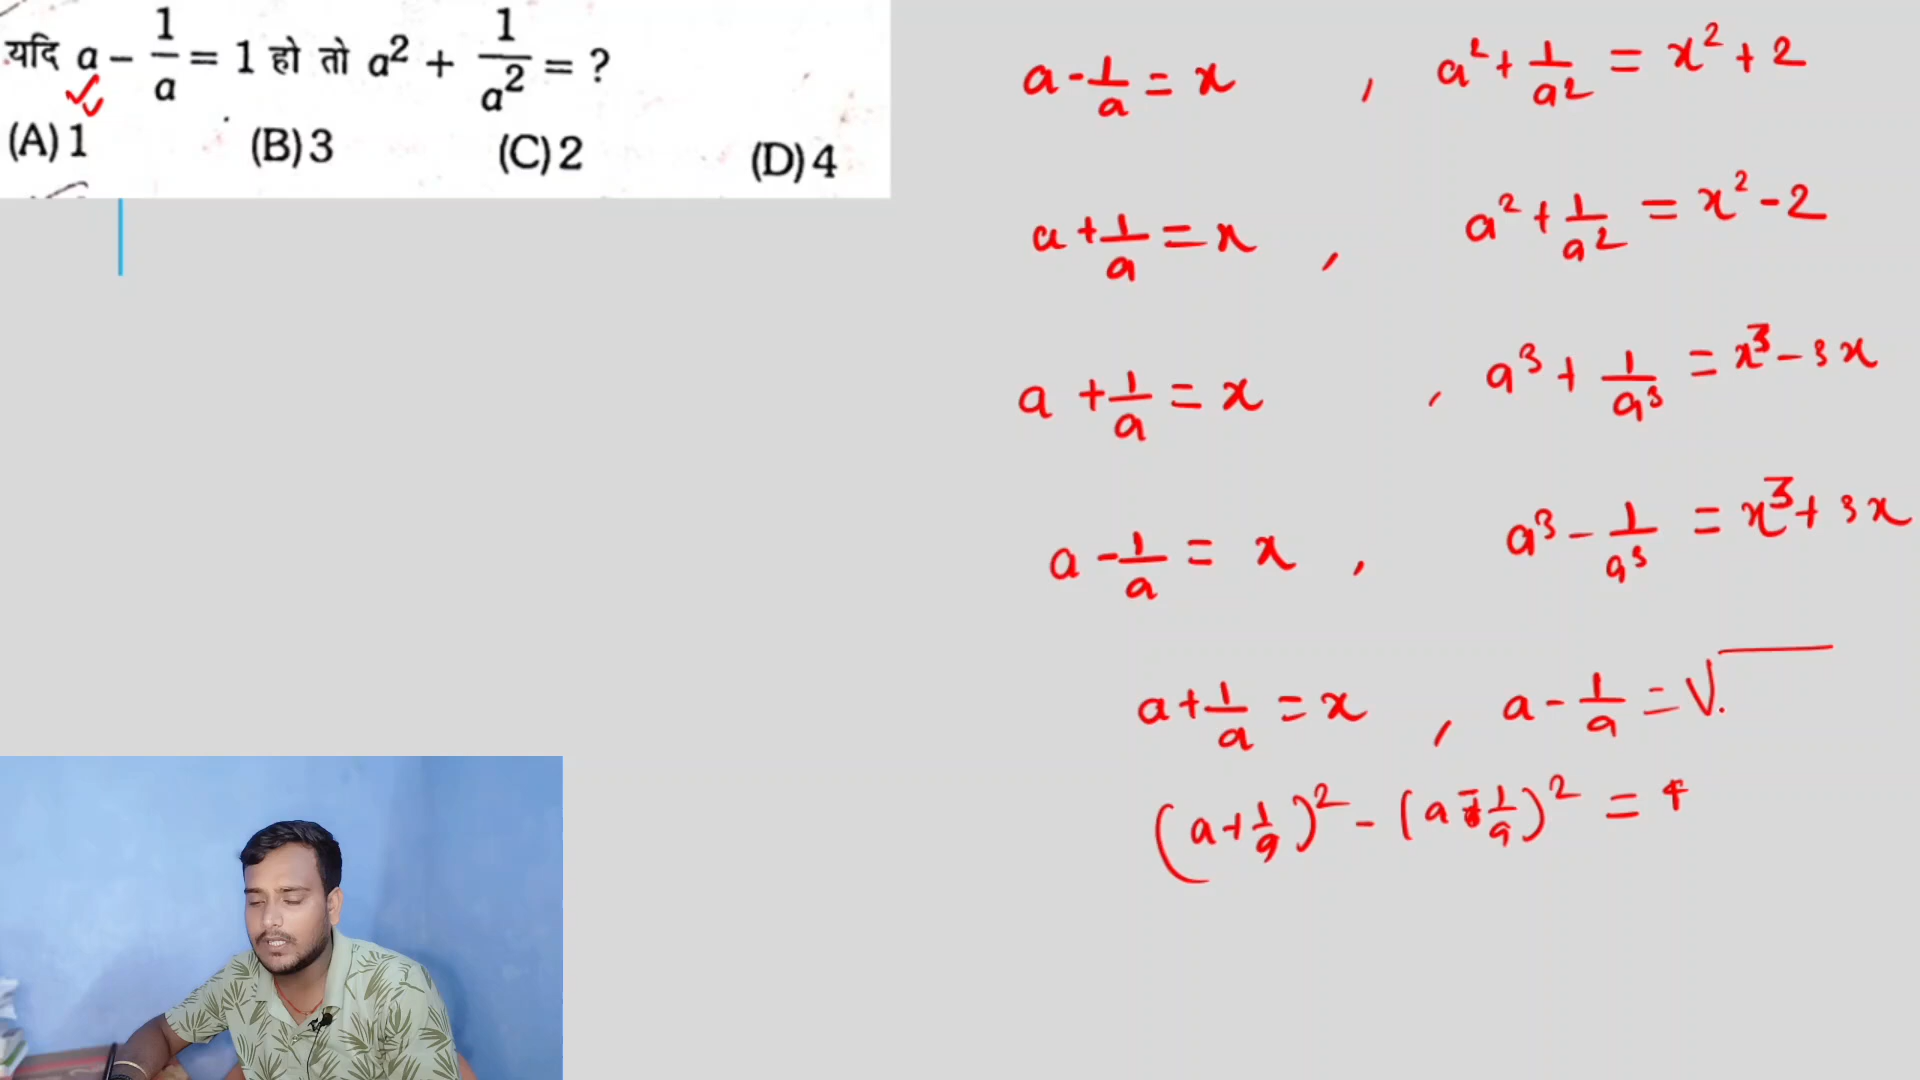 यदि a - 1/a = 1 हो तो a² + 1/a² = ?
(A) 1 (B) 3 (C) 2 (D) 4
a - 1/a = x , a² + 1/a² = x² + 2
a + 1/a = x , a² + 1/a² = x² - 2
a + 1/a = x , a³ + 1/a³ = x³ - 3x
a - 1/a = x , a³ - 1/a³ = x³ + 3x
a + 1/a = x , a - 1/a = √
(a + 1/a)² - (a - 1/a)² = 4